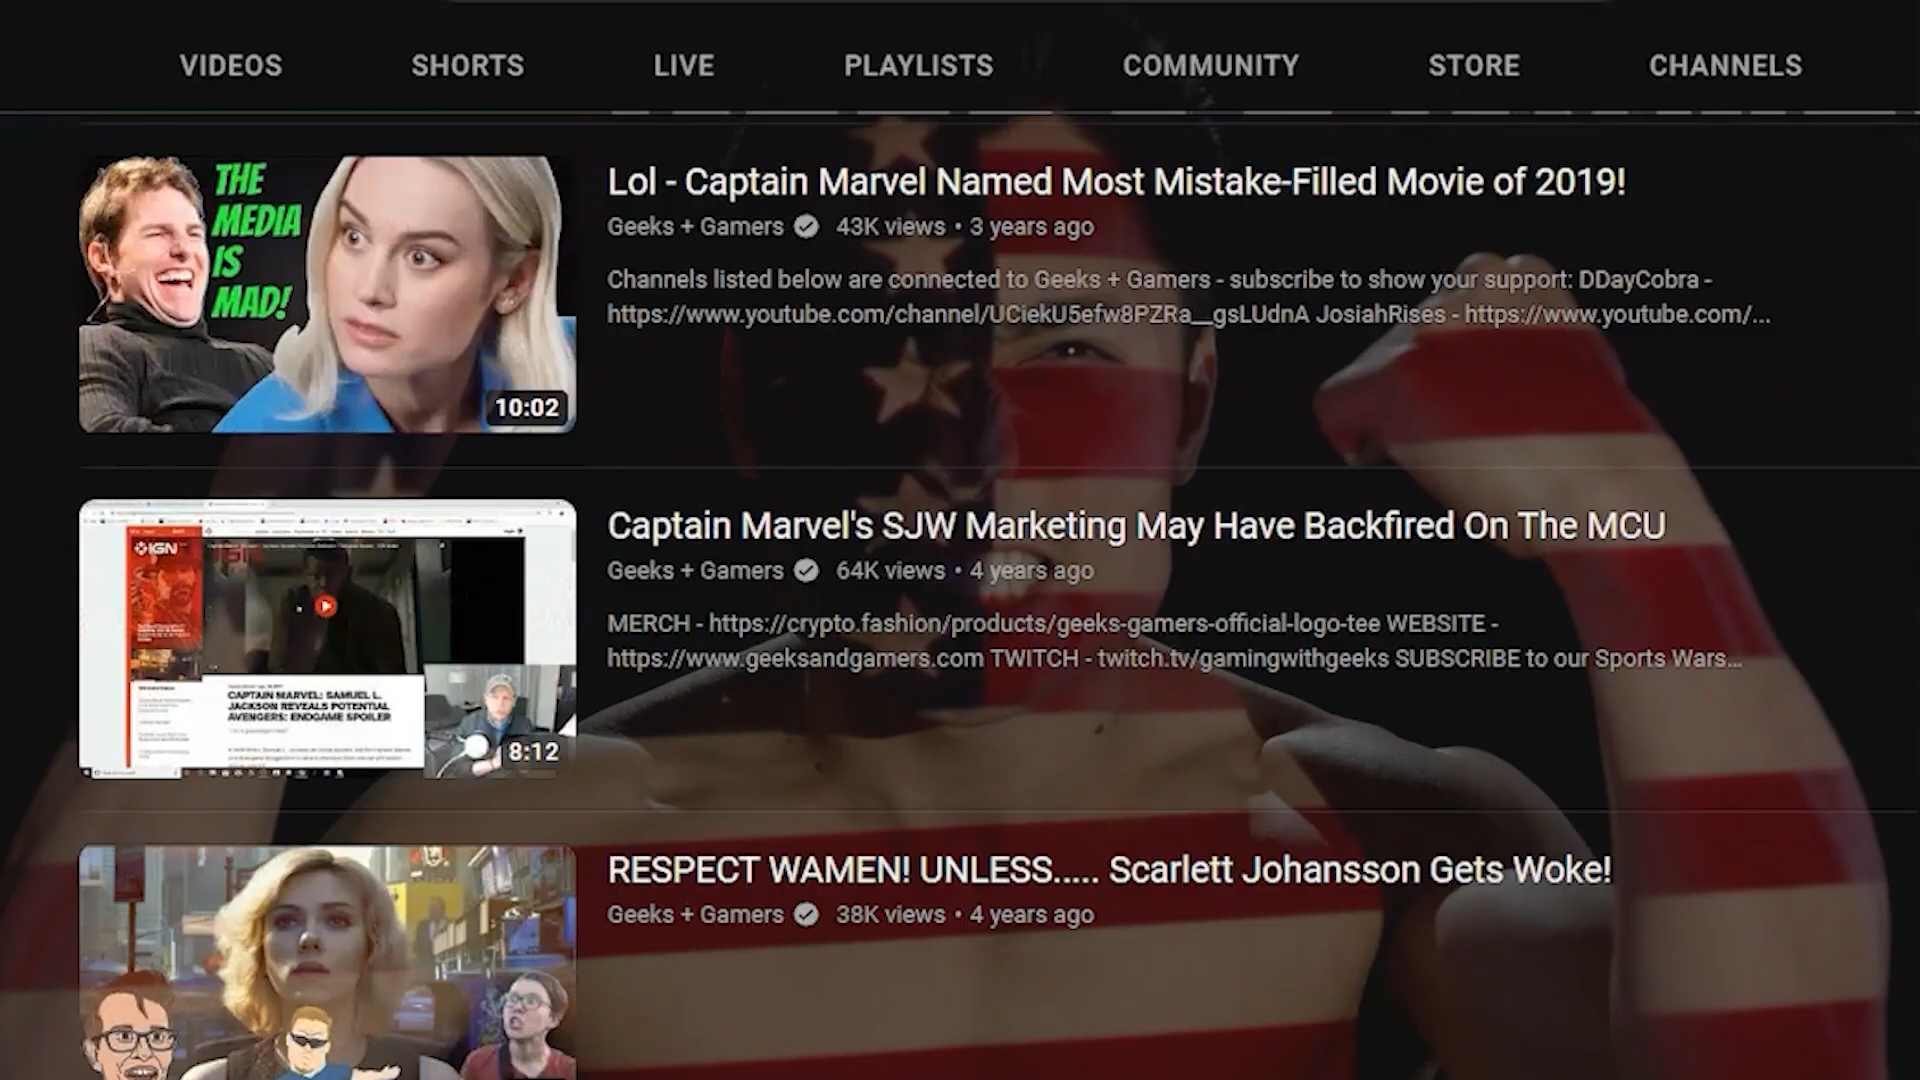 VIDEOS SHORTS LIVE PLAYLISTS COMMUNITY STORE CHANNELS
THE
MEDIA
IS
MAD!
10:02
Lol - Captain Marvel Named Most Mistake-Filled Movie of 2019!
Geeks + Gamers 43K views • 3 years ago
Channels listed below are connected to Geeks + Gamers - subscribe to show your support: DDayCobra -
https://www.youtube.com/channel/UCiekU5efw8PZRa__gsLUdnA JosiahRises - https://www.youtube.com/...
IGN
CAPTAIN MARVEL: SAMUEL L.
JACKSON REVEALS POTENTIAL
AVENGERS: ENDGAME SPOILER
8:12
Captain Marvel's SJW Marketing May Have Backfired On The MCU
Geeks + Gamers 64K views • 4 years ago
MERCH - https://crypto.fashion/products/geeks-gamers-official-logo-tee WEBSITE -
https://www.geeksandgamers.com TWITCH - twitch.tv/gamingwithgeeks SUBSCRIBE to our Sports Wars...
RESPECT WAMEN! UNLESS..... Scarlett Johansson Gets Woke!
Geeks + Gamers 38K views • 4 years ago